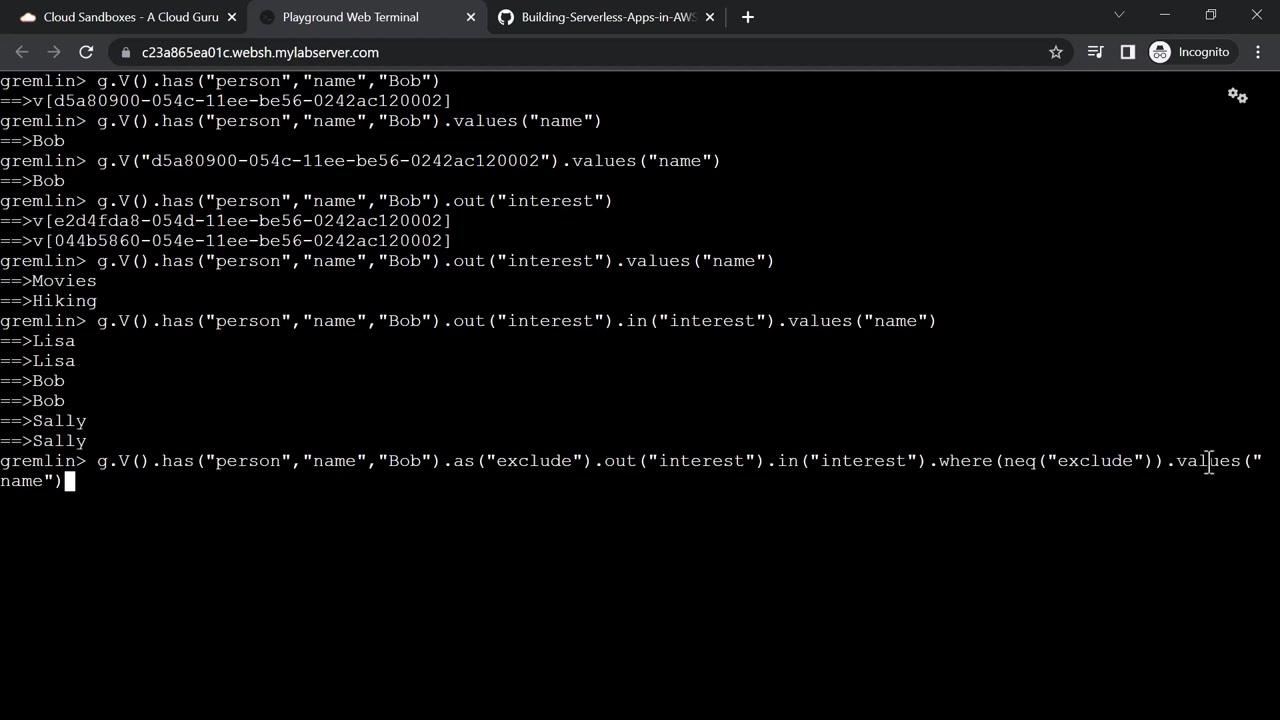 Cloud Sandboxes - A Cloud Guru
Playground Web Terminal
Building-Serverless-Apps-in-AWS
c23a865ea01c.websh.mylabserver.com
Incognito
gremlin> g.V().has("person","name","Bob")
==>v[d5a80900-054c-11ee-be56-0242ac120002]
gremlin> g.V().has("person","name","Bob").values("name")
==>Bob
gremlin> g.V("d5a80900-054c-11ee-be56-0242ac120002").values("name")
==>Bob
gremlin> g.V().has("person","name","Bob").out("interest")
==>v[e2d4fda8-054d-11ee-be56-0242ac120002]
==>v[044b5860-054e-11ee-be56-0242ac120002]
gremlin> g.V().has("person","name","Bob").out("interest").values("name")
==>Movies
==>Hiking
gremlin> g.V().has("person","name","Bob").out("interest").in("interest").values("name")
==>Lisa
==>Lisa
==>Bob
==>Bob
==>Sally
==>Sally
gremlin> g.V().has("person","name","Bob").as("exclude").out("interest").in("interest").where(neq("exclude")).values("
name")